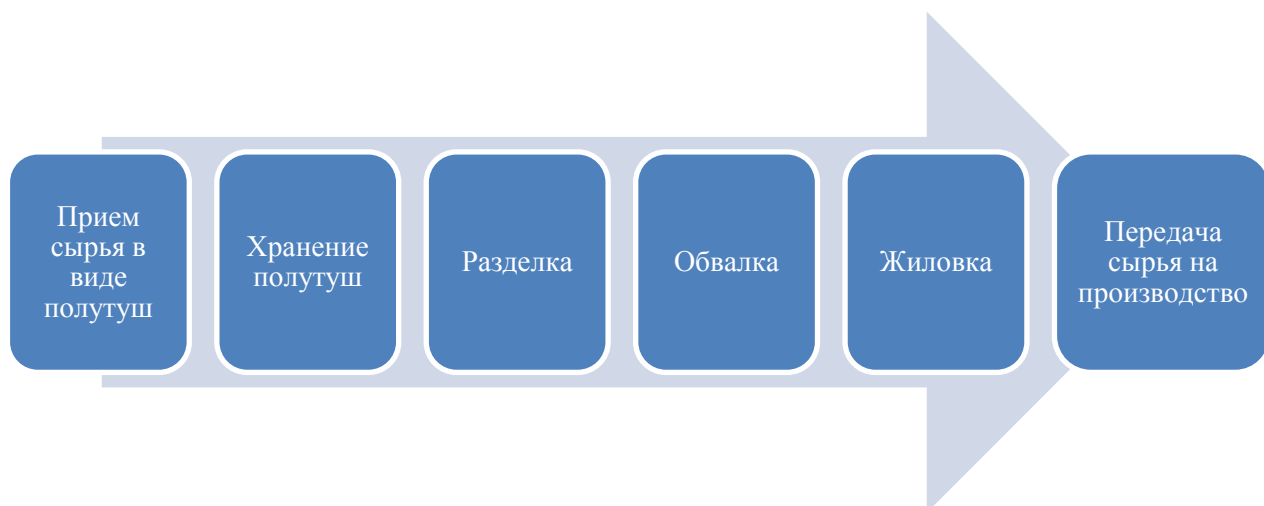 Прием
сырья в
виде
полутуш
Хранение
полутуш
Разделка
Обвалка
Жиловка
Передача
сырья на
производство